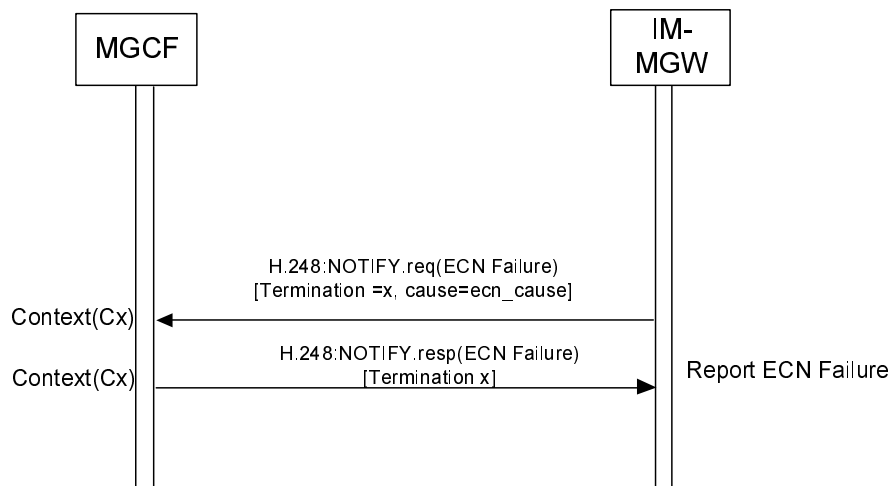 MGCF
IM-
MGW
H.248:NOTIFY.req(ECN Failure)
[Termination =x, cause=ecn_cause]
Context(Cx)
H.248:NOTIFY.resp(ECN Failure)
[Termination x]
Context(Cx)
Report ECN Failure